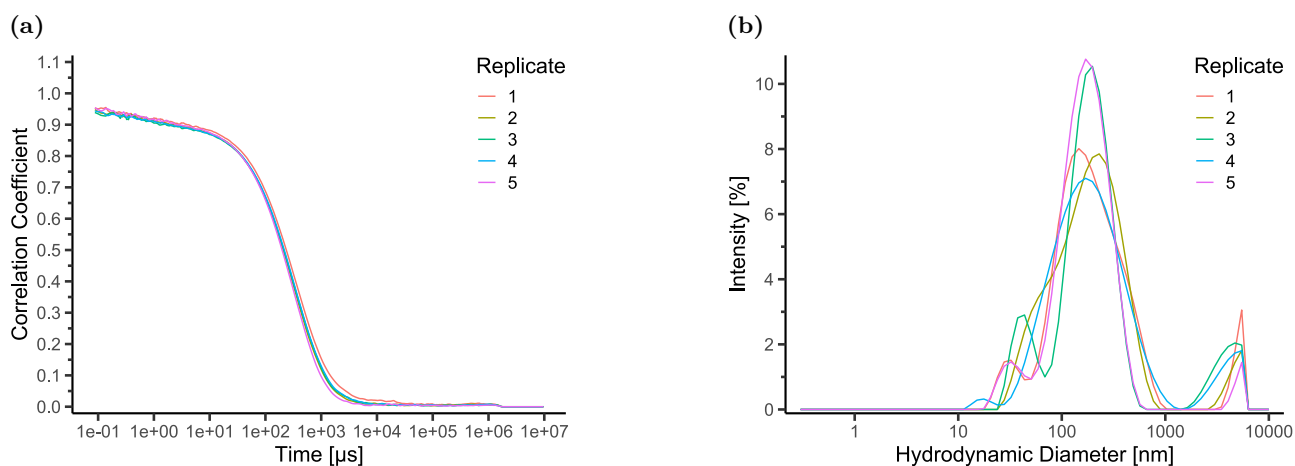 (a)
Correlation Coefficient
1.1
1.0
0.9
0.8
0.7
0.6
0.5
0.4
0.3
0.2
0.1
0.0
1e-01 1e+00 1e+01 1e+02 1e+03 1e+04 1e+05 1e+06 1e+07
Time [µs]
Replicate
1
2
3
4
5
(b)
Intensity [%]
10
8
6
4
2
0
1 10 100 1000 10000
Hydrodynamic Diameter [nm]
Replicate
1
2
3
4
5